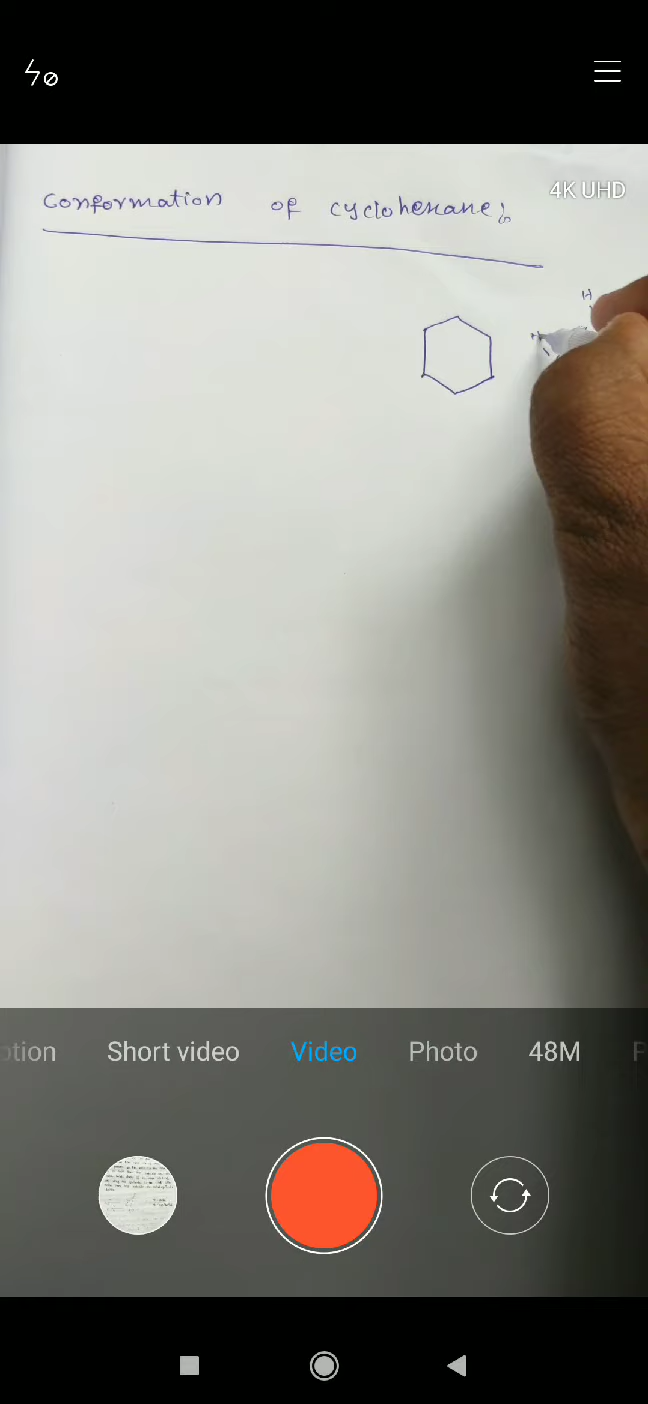 4K UHD
Conformation of cyclohexane:
H
H
Short video Video Photo 48M